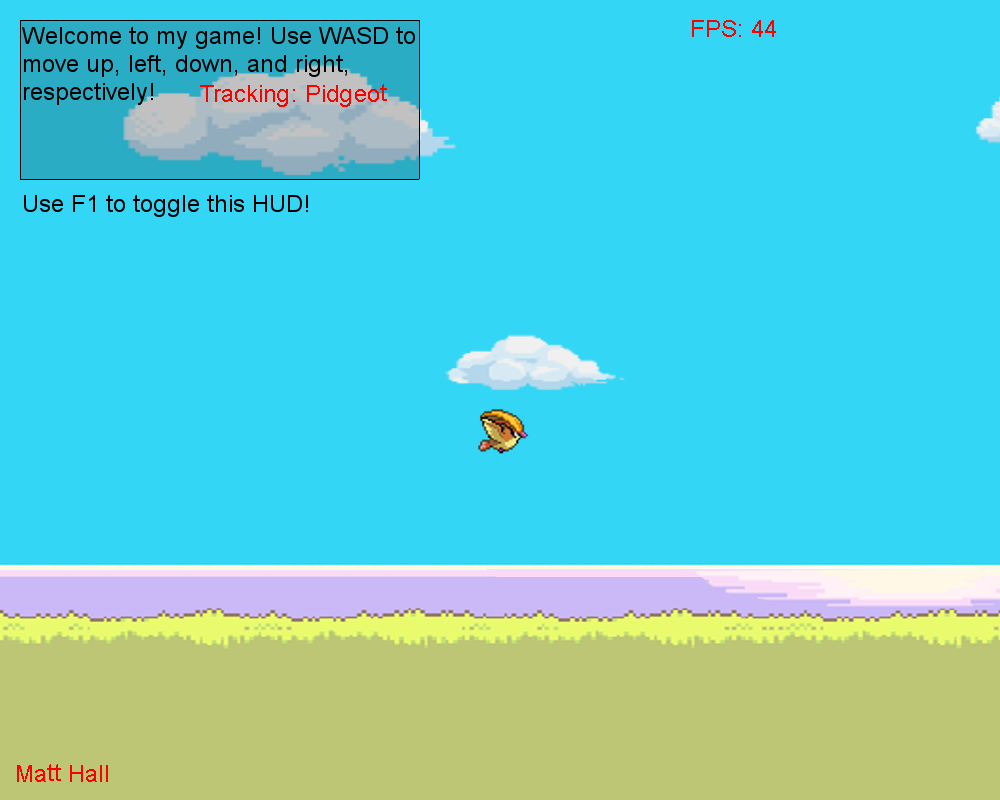 Welcome to my game! Use WASD to
move up, left, down, and right,
respectively!
Tracking: Pidgeot
Use F1 to toggle this HUD!
FPS: 44
Matt Hall